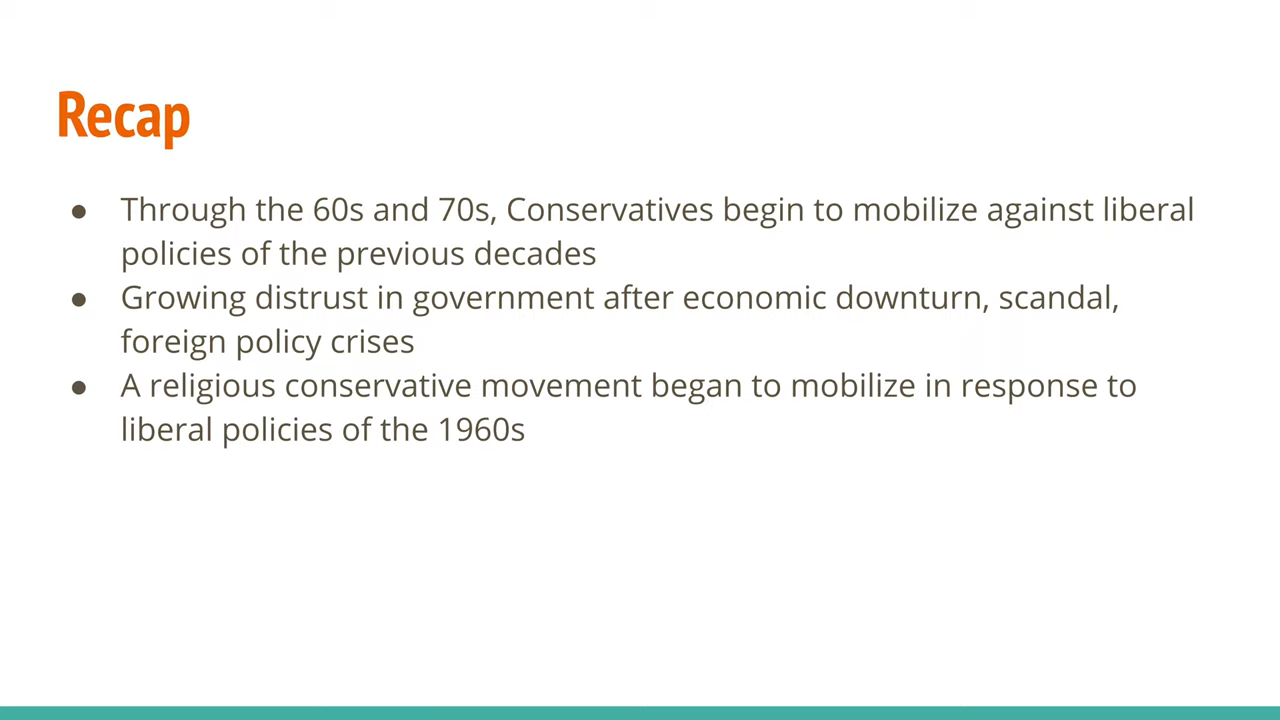 Recap
● Through the 60s and 70s, Conservatives begin to mobilize against liberal
policies of the previous decades
● Growing distrust in government after economic downturn, scandal,
foreign policy crises
● A religious conservative movement began to mobilize in response to
liberal policies of the 1960s